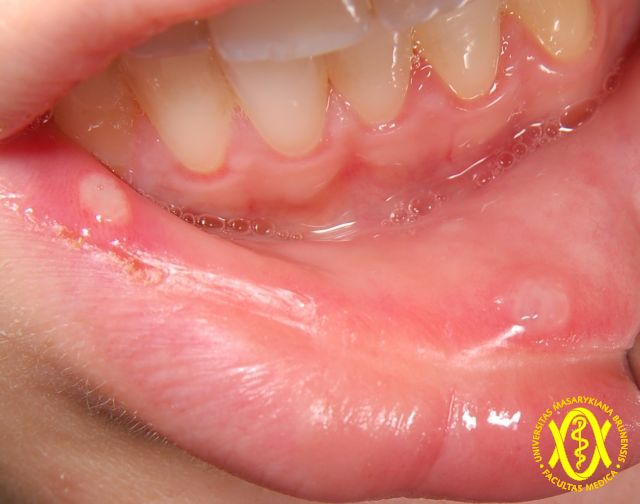 UNIVERSITAS MASARYKIANA BRUNENSIS
• FACULTAS MEDICA •